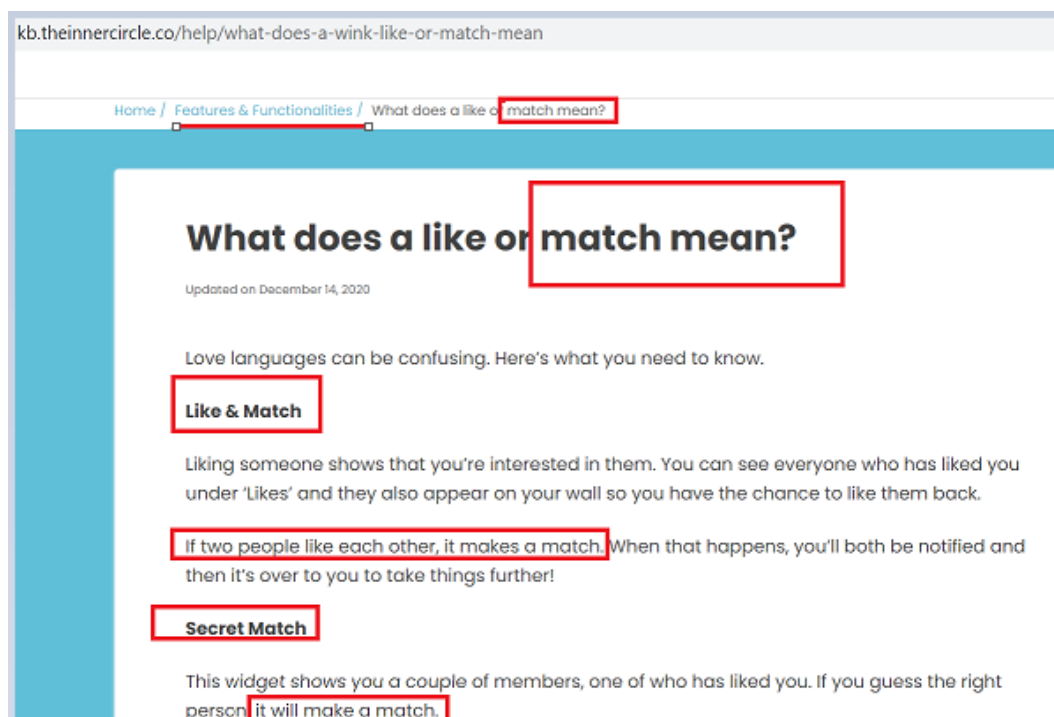 kb.theinnercircle.co/help/what-does-a-wink-like-or-match-mean
Home / Features & Functionalities / What does a like or match mean?
What does a like or match mean?
Updated on December 14, 2020
Love languages can be confusing. Here's what you need to know.
Like & Match
Liking someone shows that you're interested in them. You can see everyone who has liked you
under 'Likes' and they also appear on your wall so you have the chance to like them back.
If two people like each other, it makes a match. When that happens, you'll both be notified and
then it's over to you to take things further!
Secret Match
This widget shows you a couple of members, one of who has liked you. If you guess the right
person, it will make a match.